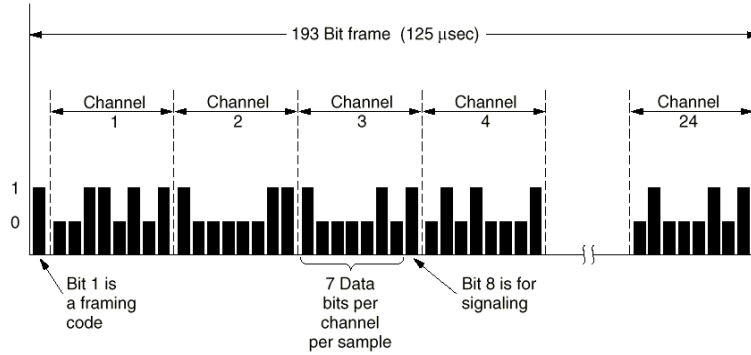 193 Bit frame (125 μsec)
Channel
1
Channel
2
Channel
3
Channel
4
Channel
24
1
0
Bit 1 is
a framing
code
7 Data
bits per
channel
per sample
Bit 8 is for
signaling